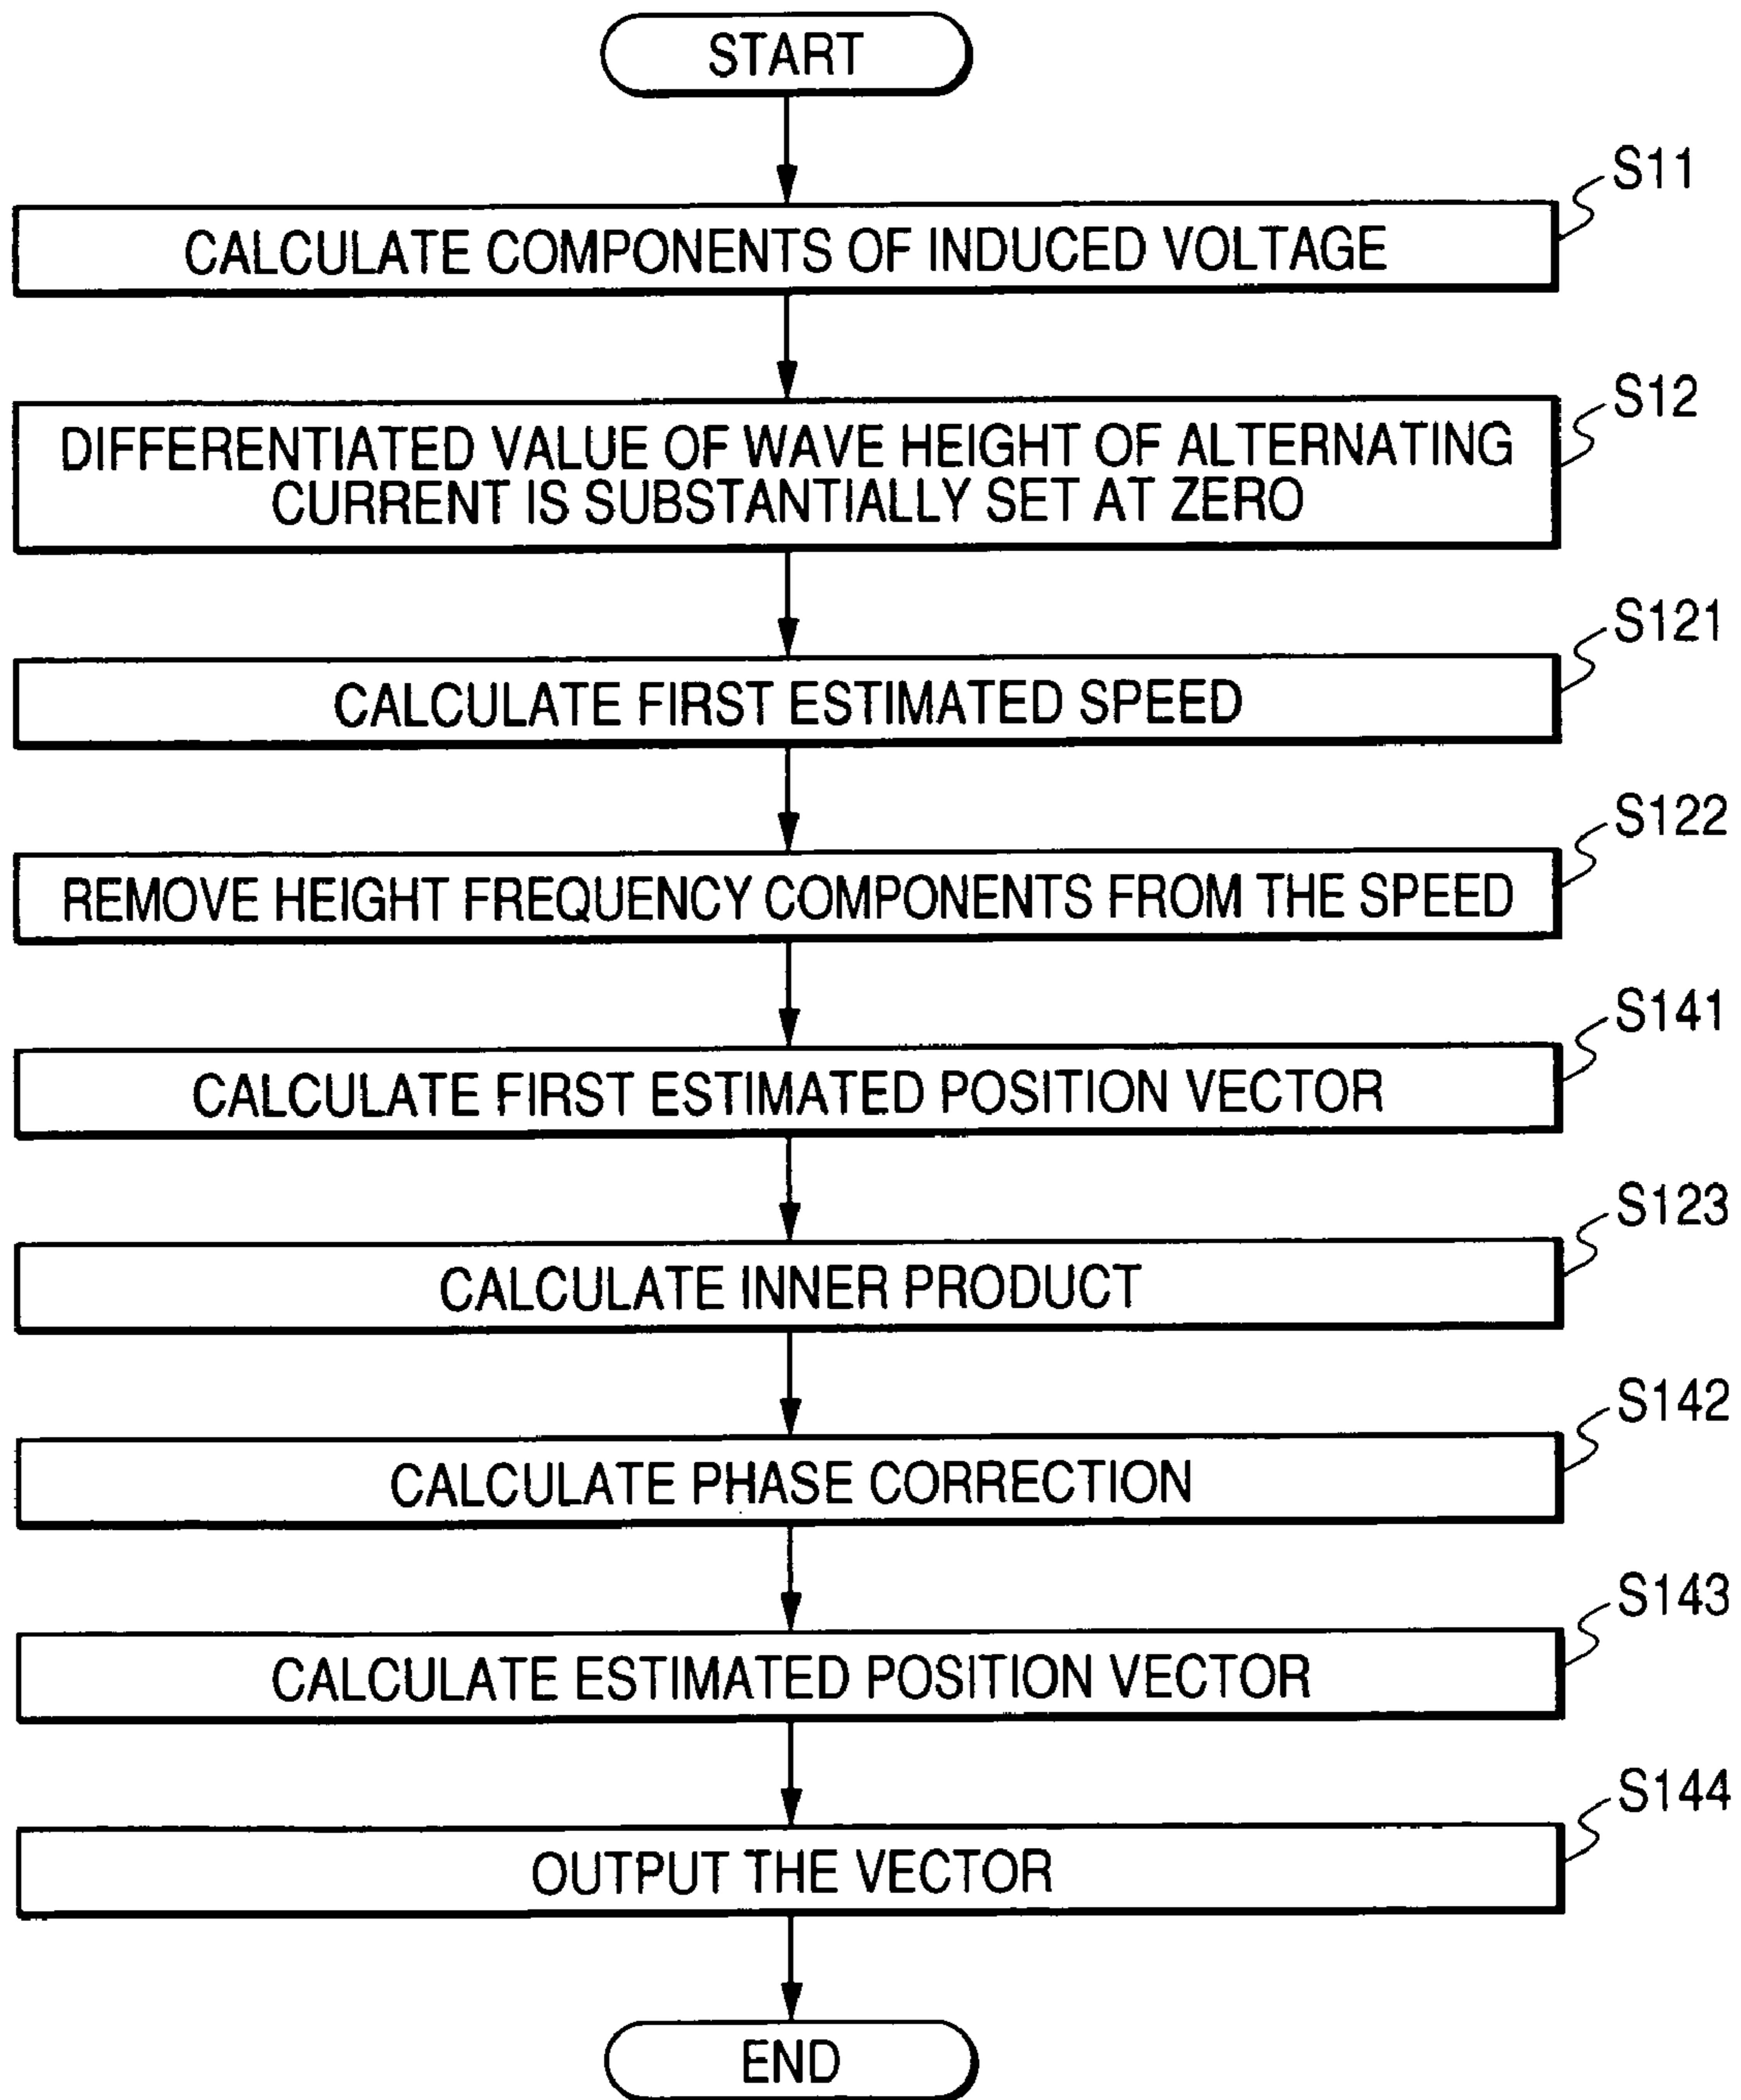 START
S11
CALCULATE COMPONENTS OF INDUCED VOLTAGE
S12
DIFFERENTIATED VALUE OF WAVE HEIGHT OF ALTERNATING
CURRENT IS SUBSTANTIALLY SET AT ZERO
S121
CALCULATE FIRST ESTIMATED SPEED
S122
REMOVE HEIGHT FREQUENCY COMPONENTS FROM THE SPEED
S141
CALCULATE FIRST ESTIMATED POSITION VECTOR
S123
CALCULATE INNER PRODUCT
S142
CALCULATE PHASE CORRECTION
S143
CALCULATE ESTIMATED POSITION VECTOR
S144
OUTPUT THE VECTOR
END